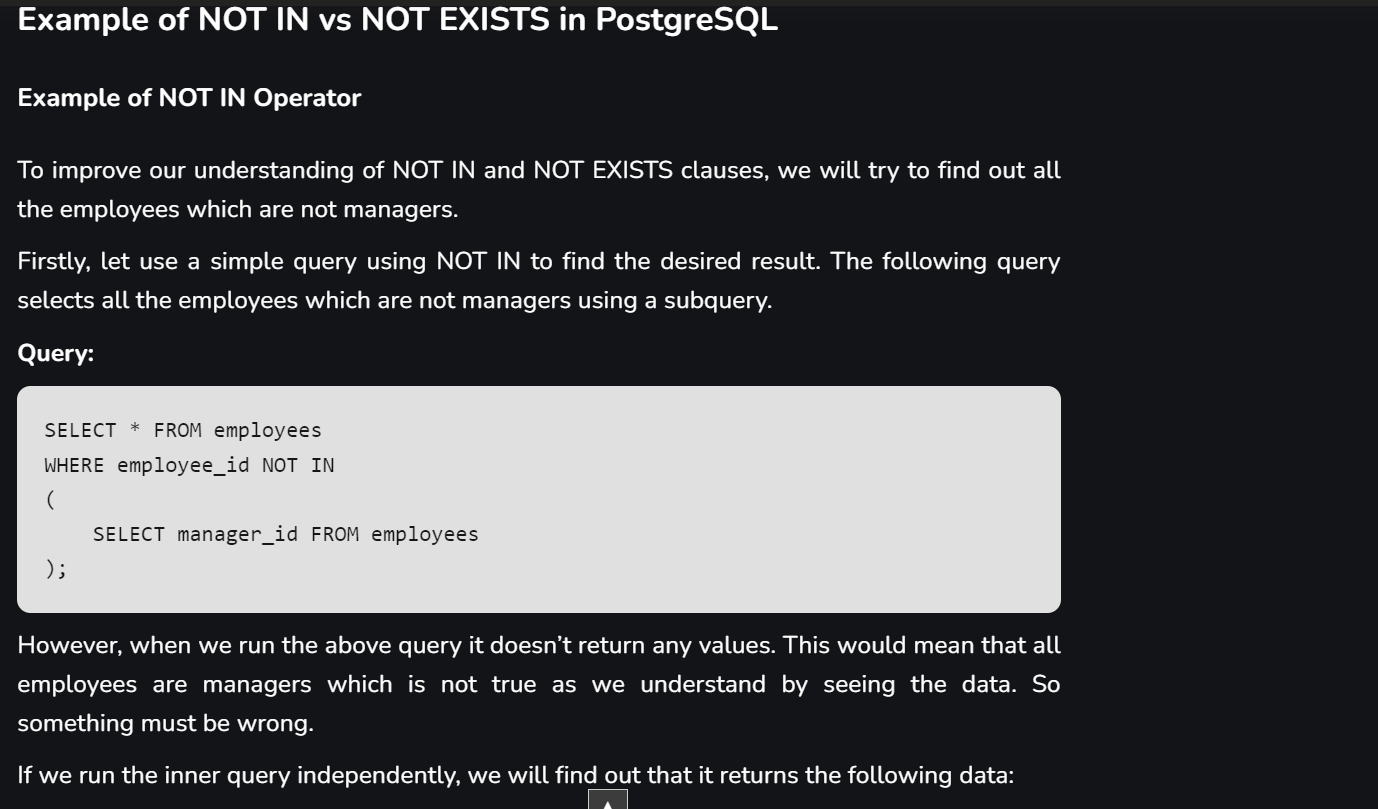 Example of NOT IN vs NOT EXISTS in PostgreSQL
Example of NOT IN Operator
To improve our understanding of NOT IN and NOT EXISTS clauses, we will try to find out all
the employees which are not managers.
Firstly, let use a simple query using NOT IN to find the desired result. The following query
selects all the employees which are not managers using a subquery.
Query:
SELECT * FROM employees
WHERE employee_id NOT IN
(
    SELECT manager_id FROM employees
);
However, when we run the above query it doesn’t return any values. This would mean that all
employees are managers which is not true as we understand by seeing the data. So
something must be wrong.
If we run the inner query independently, we will find out that it returns the following data: